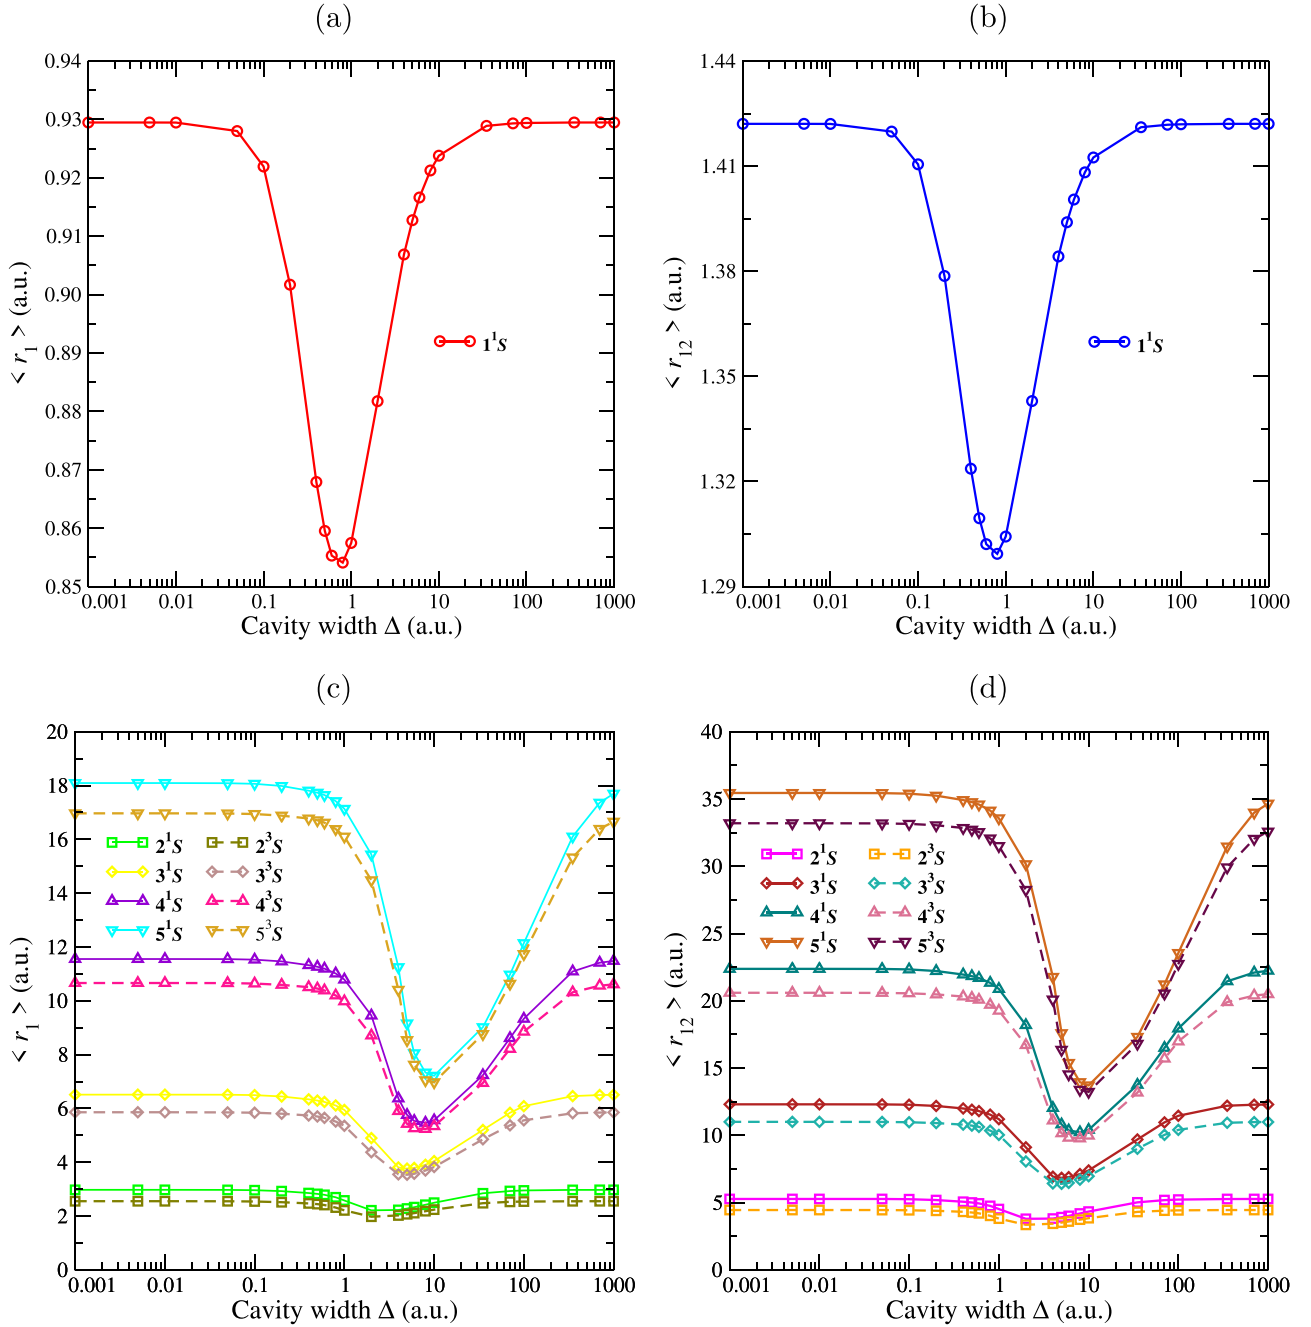 (a)
0.94
0.93
0.92
0.91
0.90
0.89
0.88
0.87
0.86
0.85
< r1 > (a.u.)
1¹S
0.001 0.01 0.1 1 10 100 1000
Cavity width Δ (a.u.)
(b)
1.44
1.41
1.38
1.35
1.32
1.29
< r12 > (a.u.)
1¹S
0.001 0.01 0.1 1 10 100 1000
Cavity width Δ (a.u.)
(c)
20
18
16
14
12
10
8
6
4
2
0
< r1 > (a.u.)
2¹S 2³S
3¹S 3³S
4¹S 4³S
5¹S 5³S
0.001 0.01 0.1 1 10 100 1000
Cavity width Δ (a.u.)
(d)
40
35
30
25
20
15
10
5
0
< r12 > (a.u.)
2¹S 2³S
3¹S 3³S
4¹S 4³S
5¹S 5³S
0.001 0.01 0.1 1 10 100 1000
Cavity width Δ (a.u.)